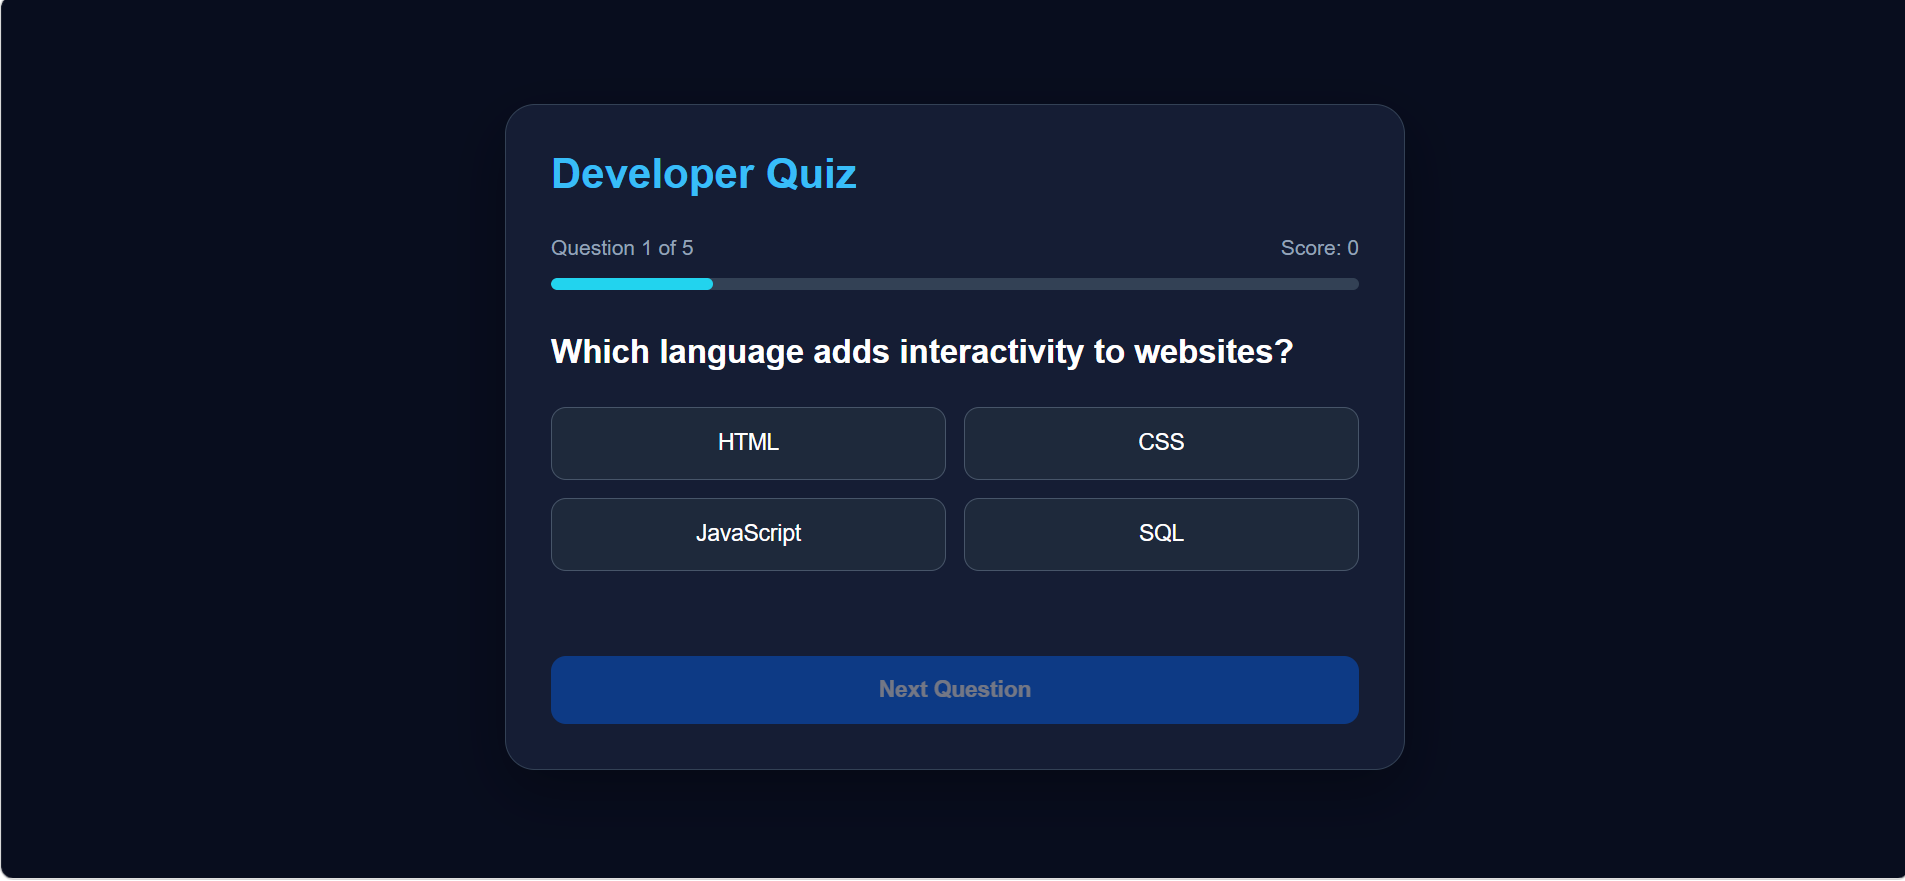 Developer Quiz
Question 1 of 5 Score: 0
Which language adds interactivity to websites?
HTML CSS
JavaScript SQL
Next Question